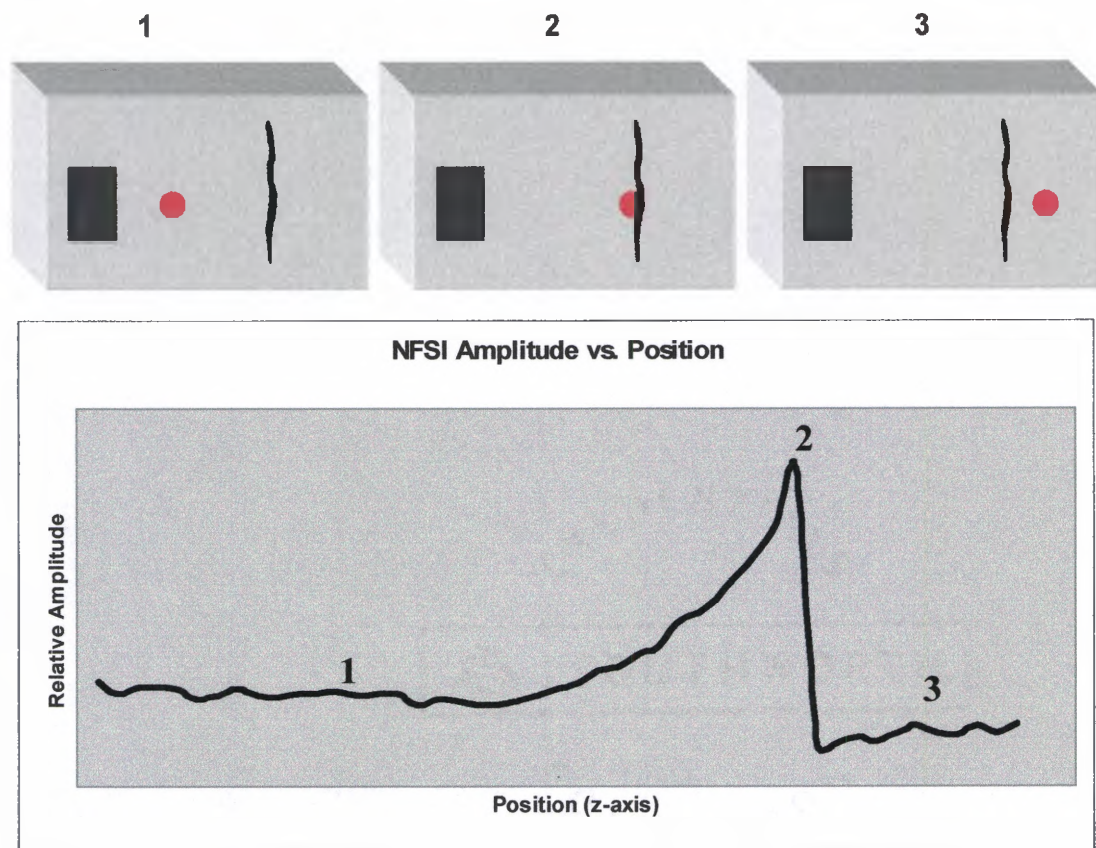 1 2 3
NFSI Amplitude vs. Position
2
1
3
Relative Amplitude
Position (z-axis)